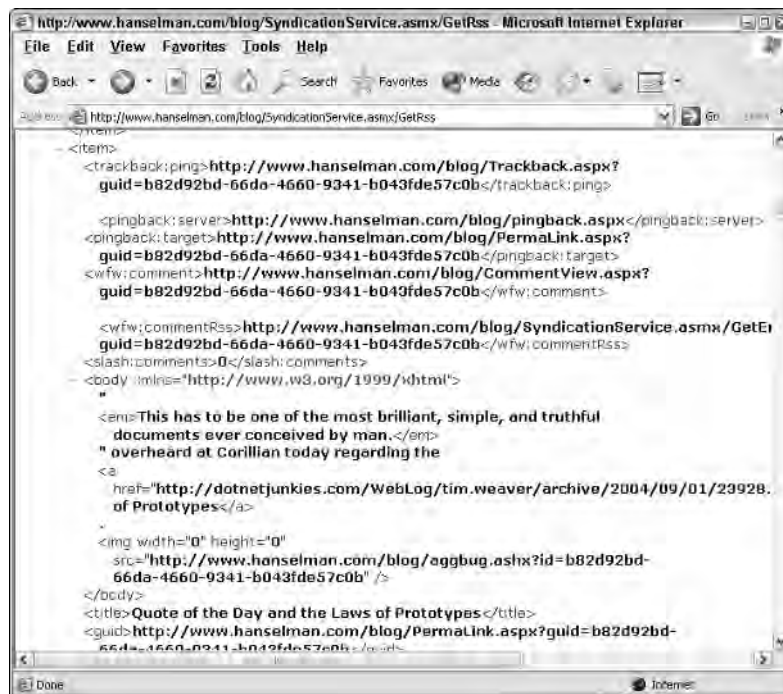 http://www.hanselman.com/blog/SyndicationService.asmx/GetRss - Microsoft Internet Explorer
File Edit View Favorites Tools Help
Back Search Favorites Media
Address http://www.hanselman.com/blog/SyndicationService.asmx/GetRss Go
</item>
- <item>
<trackback:ping>http://www.hanselman.com/blog/Trackback.aspx?
guid=b82d92bd-66da-4660-9341-b043fde57c0b</trackback:ping>
<pingback:server>http://www.hanselman.com/blog/pingback.aspx</pingback:server>
<pingback:target>http://www.hanselman.com/blog/PermaLink.aspx?
guid=b82d92bd-66da-4660-9341-b043fde57c0b</pingback:target>
<wfw:comment>http://www.hanselman.com/blog/CommentView.aspx?
guid=b82d92bd-66da-4660-9341-b043fde57c0b</wfw:comment>
<wfw:commentRss>http://www.hanselman.com/blog/SyndicationService.asmx/GetEn
guid=b82d92bd-66da-4660-9341-b043fde57c0b</wfw:commentRss>
<slash:comments>0</slash:comments>
- <body xmlns="http://www.w3.org/1999/xhtml">
"
<em>This has to be one of the most brilliant, simple, and truthful
documents ever conceived by man.</em>
" overheard at Corillian today regarding the
<a
href="http://dotnetjunkies.com/WebLog/tim.weaver/archive/2004/09/01/23928.
of Prototypes</a>
.
<img width="0" height="0"
src="http://www.hanselman.com/blog/aggbug.ashx?id=b82d92bd-
66da-4660-9341-b043fde57c0b" />
</body>
<title>Quote of the Day and the Laws of Prototypes</title>
<guid>http://www.hanselman.com/blog/PermaLink.aspx?guid=b82d92bd-
66da-4660-9341-b043fde57c0b</guid>
Done Internet